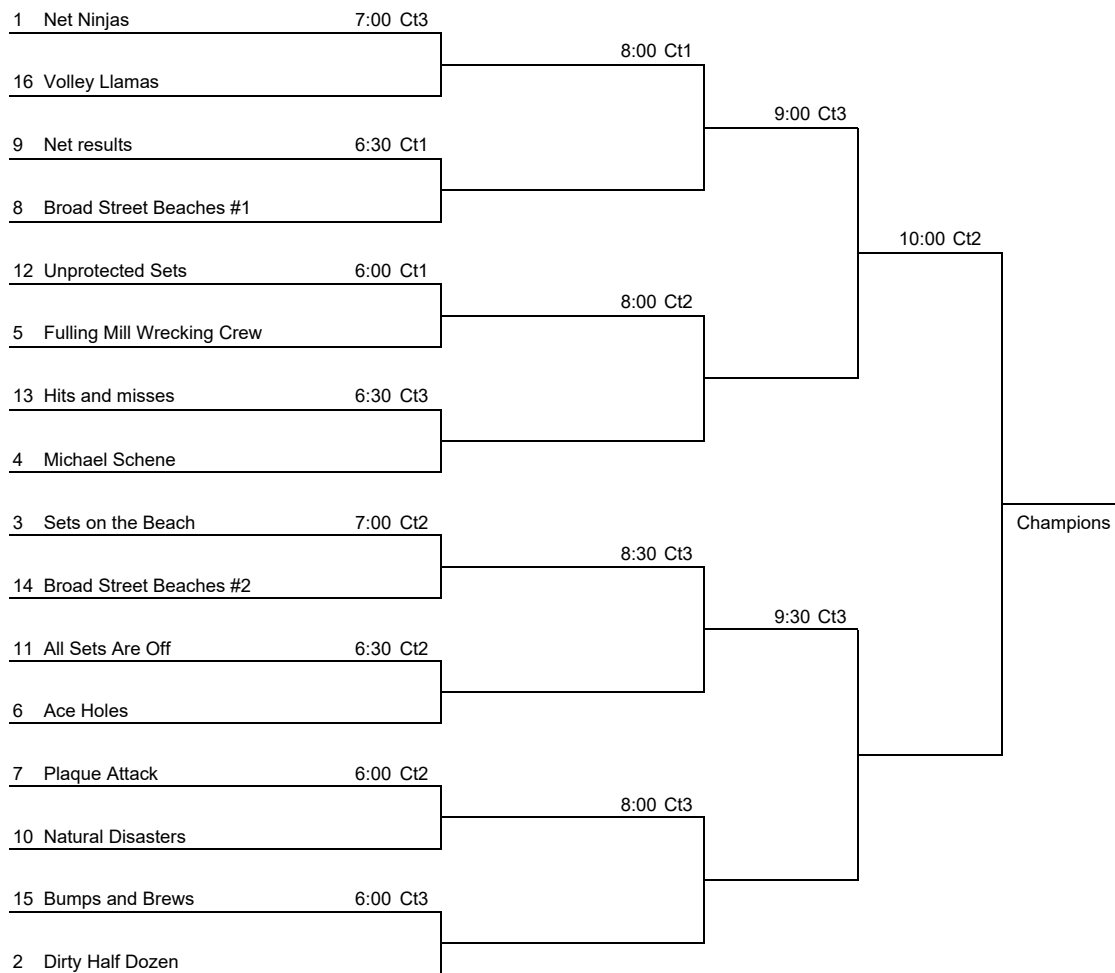 1 Net Ninjas 7:00 Ct3
8:00 Ct1
16 Volley Llamas
9:00 Ct3
9 Net results 6:30 Ct1
8 Broad Street Beaches #1
10:00 Ct2
12 Unprotected Sets 6:00 Ct1
8:00 Ct2
5 Fulling Mill Wrecking Crew
13 Hits and misses 6:30 Ct3
4 Michael Schene
3 Sets on the Beach 7:00 Ct2
Champions
8:30 Ct3
14 Broad Street Beaches #2
9:30 Ct3
11 All Sets Are Off 6:30 Ct2
6 Ace Holes
7 Plaque Attack 6:00 Ct2
8:00 Ct3
10 Natural Disasters
15 Bumps and Brews 6:00 Ct3
2 Dirty Half Dozen